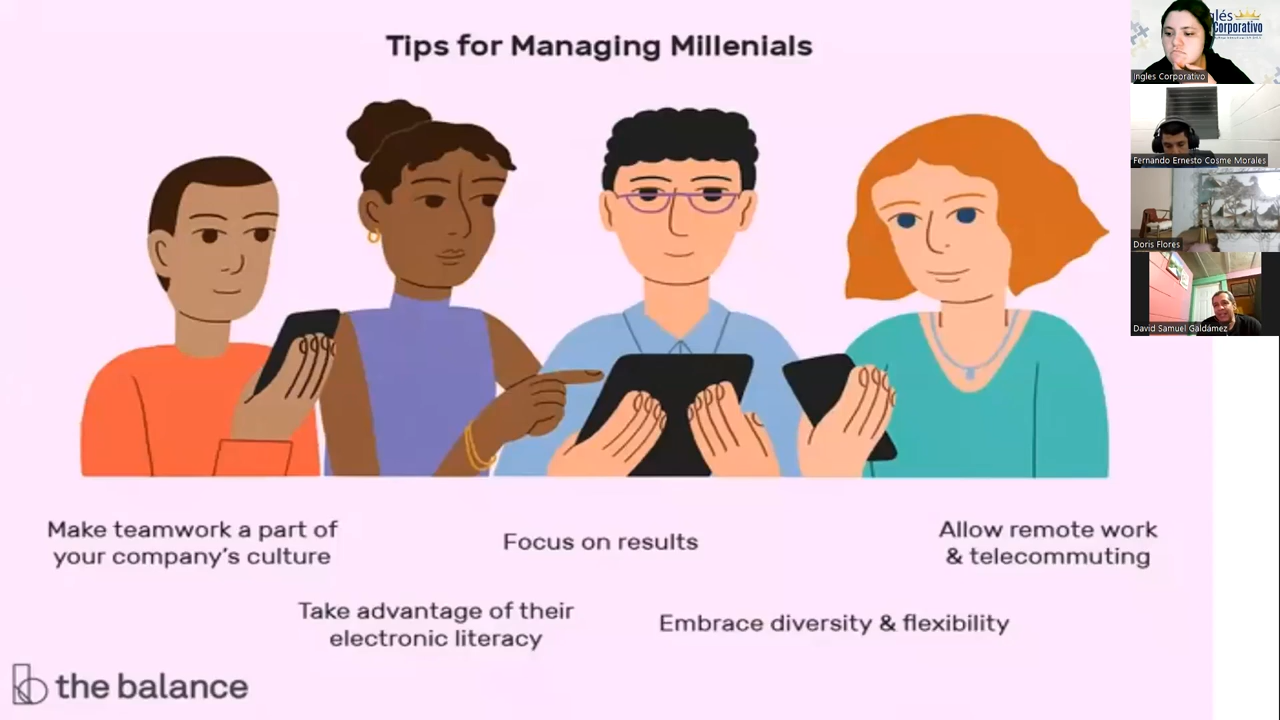 Tips for Managing Millenials
Make teamwork a part of
your company's culture
Focus on results
Allow remote work
& telecommuting
Take advantage of their
electronic literacy
Embrace diversity & flexibility
the balance
glés
corporativo
Ingles Corporativo
Fernando Ernesto Cosme Morales
Doris Flores
David Samuel Galdámez